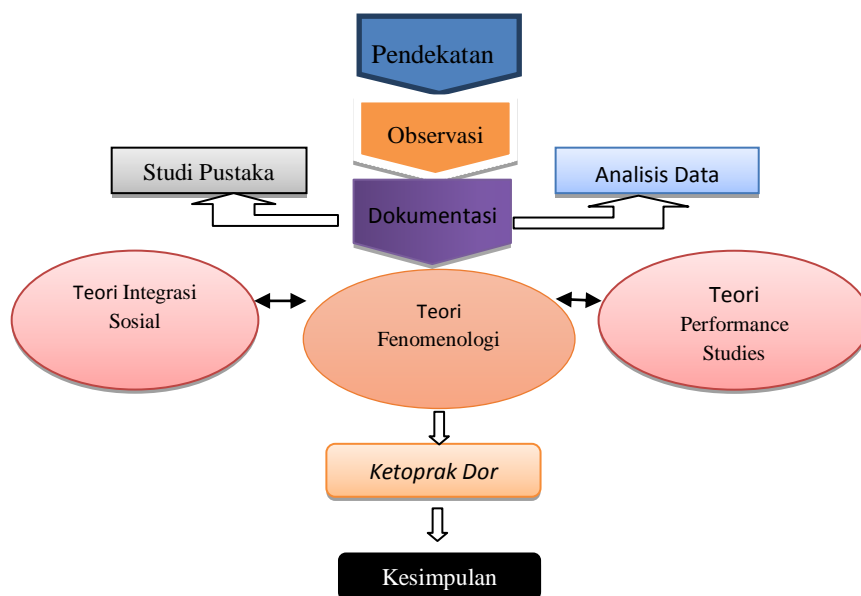 Pendekatan
Observasi
Studi Pustaka
Analisis Data
Dokumentasi
Teori Integrasi
Sosial
Teori
Fenomenologi
Teori
Performance
Studies
Ketoprak Dor
Kesimpulan